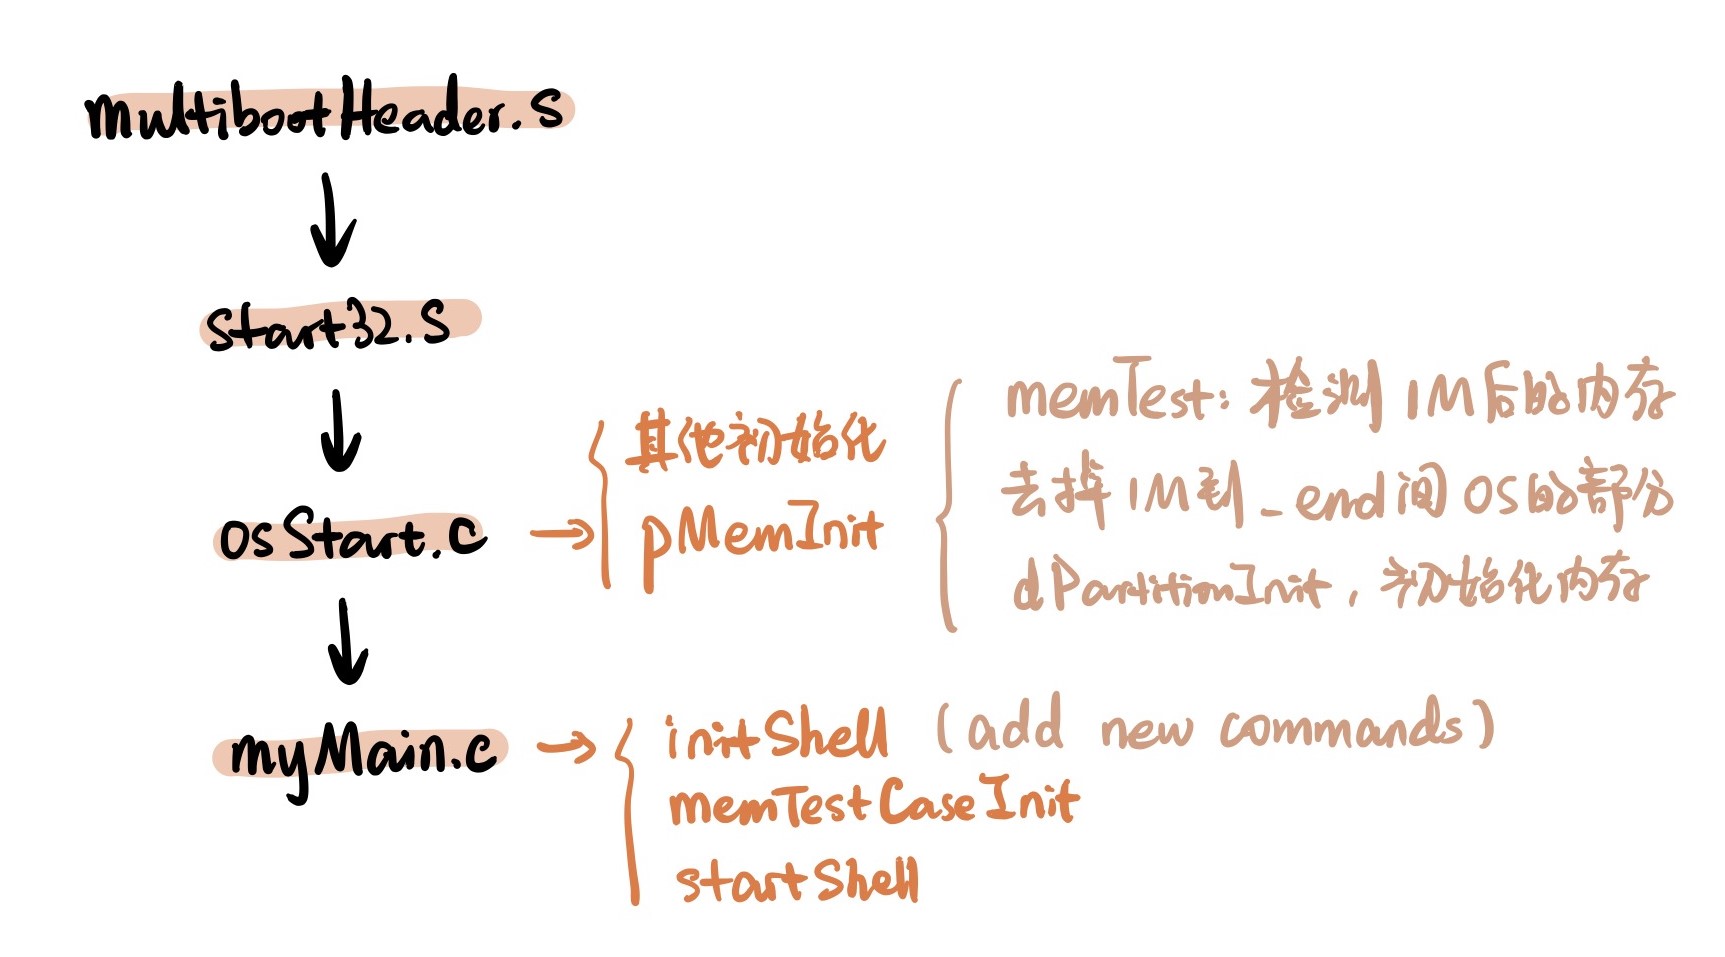 multibootHeader.S
start32.S
其他初始化
pMemInit
memTest: 检测1M后的内存
去掉1M到_end间OS的部分
dPartitionInit, 初始化内存
osStart.c
myMain.c
initShell (add new commands)
memTestCaseInit
startShell